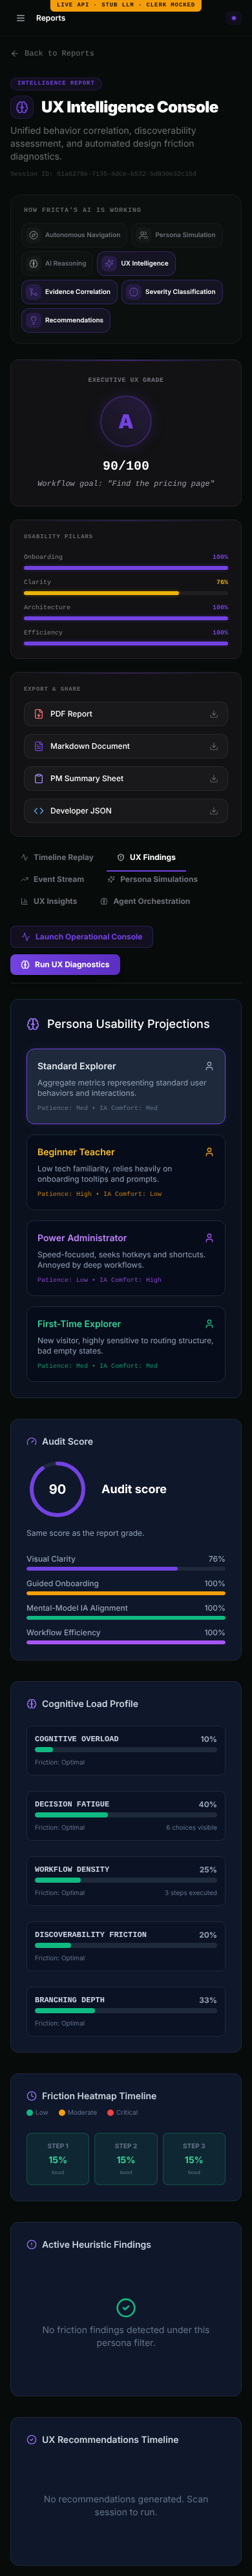 LIVE API · STUB LLM · CLERK MOCKED
Reports
Back to Reports
INTELLIGENCE REPORT
UX Intelligence Console
Unified behavior correlation, discoverability
assessment, and automated design friction
diagnostics.
HOW FRICTA'S AI IS WORKING
Autonomous Navigation
Persona Simulation
AI Reasoning
UX Intelligence
Evidence Correlation
Severity Classification
Recommendations
EXECUTIVE UX GRADE
A
90/100
Workflow goal: "Find the pricing page"
USABILITY PILLARS
Onboarding 100%
Clarity 76%
Architecture 100%
Efficiency 100%
EXPORT & SHARE
PDF Report
Markdown Document
PM Summary Sheet
Developer JSON
Timeline Replay
UX Findings
Event Stream
Persona Simulations
UX Insights
Agent Orchestration
Launch Operational Console
Run UX Diagnostics
Persona Usability Projections
Standard Explorer
Aggregate metrics representing standard user
behaviors and interactions.
Patience: Med • IA Comfort: Med
Beginner Teacher
Low tech familiarity, relies heavily on
onboarding tooltips and prompts.
Patience: High • IA Comfort: Low
Power Administrator
Speed-focused, seeks hotkeys and shortcuts.
Annoyed by deep workflows.
Patience: Low • IA Comfort: High
First-Time Explorer
New visitor, highly sensitive to routing structure,
bad empty states.
Patience: Med • IA Comfort: Med
Audit Score
90
Audit score
Same score as the report grade.
Visual Clarity 76%
Guided Onboarding 100%
Mental-Model IA Alignment 100%
Workflow Efficiency 100%
Cognitive Load Profile
COGNITIVE OVERLOAD 10%
Friction: Optimal
DECISION FATIGUE 40%
Friction: Optimal 6 choices visible
WORKFLOW DENSITY 25%
Friction: Optimal 3 steps executed
DISCOVERABILITY FRICTION 20%
Friction: Optimal
BRANCHING DEPTH 33%
Friction: Optimal
Friction Heatmap Timeline
Low Moderate Critical
STEP 1 STEP 2 STEP 3
15% 15% 15%
Good Good Good
Active Heuristic Findings
No friction findings detected under this
persona filter.
UX Recommendations Timeline
No recommendations generated. Scan
session to run.